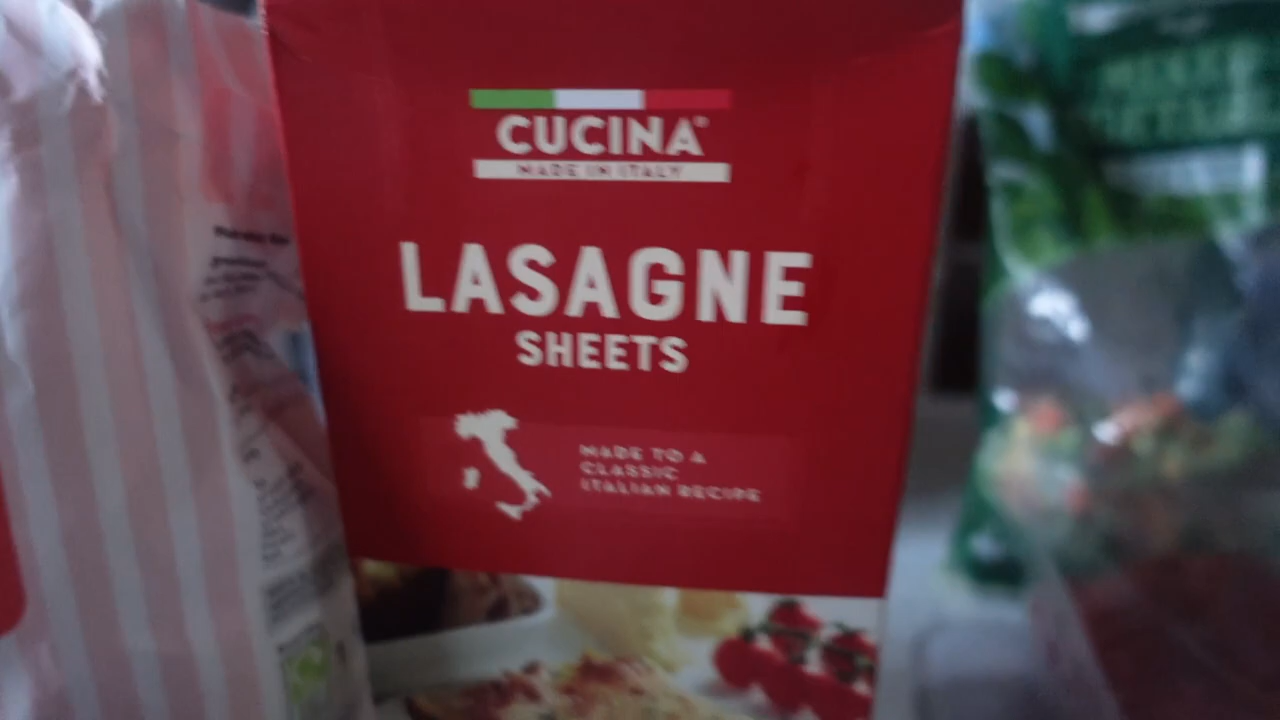 CUCINA
MADE IN ITALY
LASAGNE
SHEETS
MADE TO A
CLASSIC
ITALIAN RECIPE